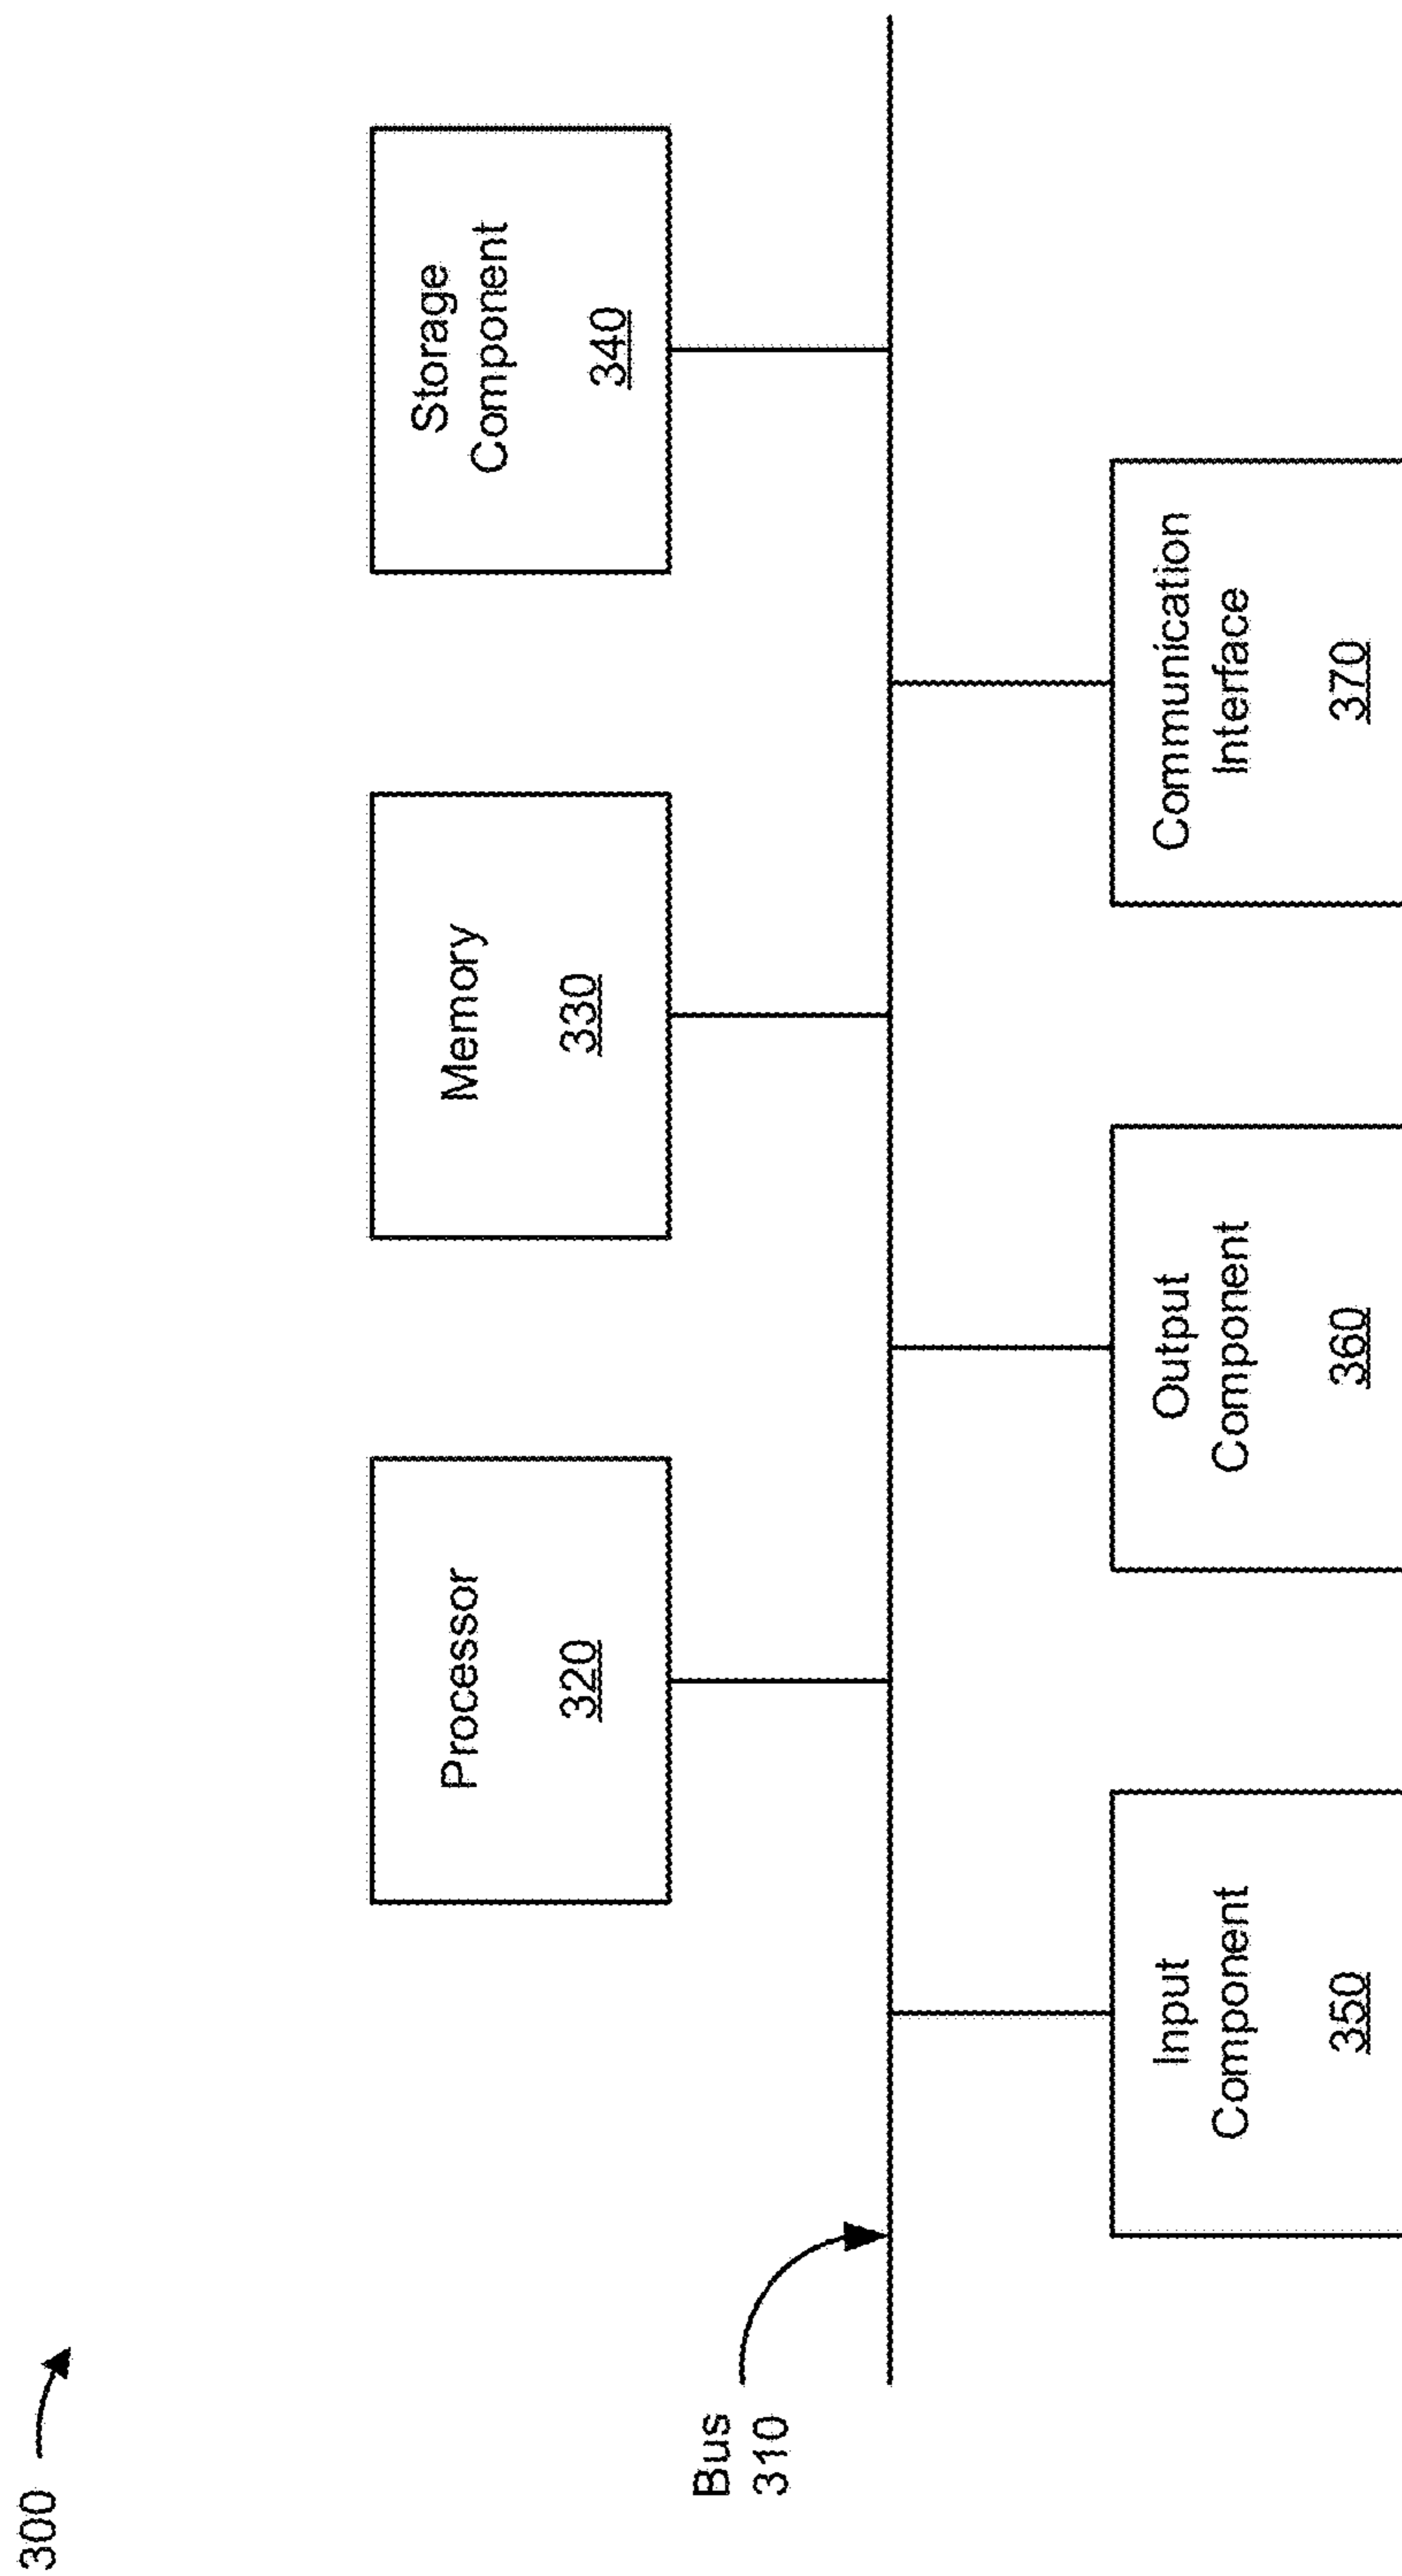 300
Processor
320
Memory
330
Storage
Component
340
Bus
310
Input
Component
350
Output
Component
360
Communication
Interface
370